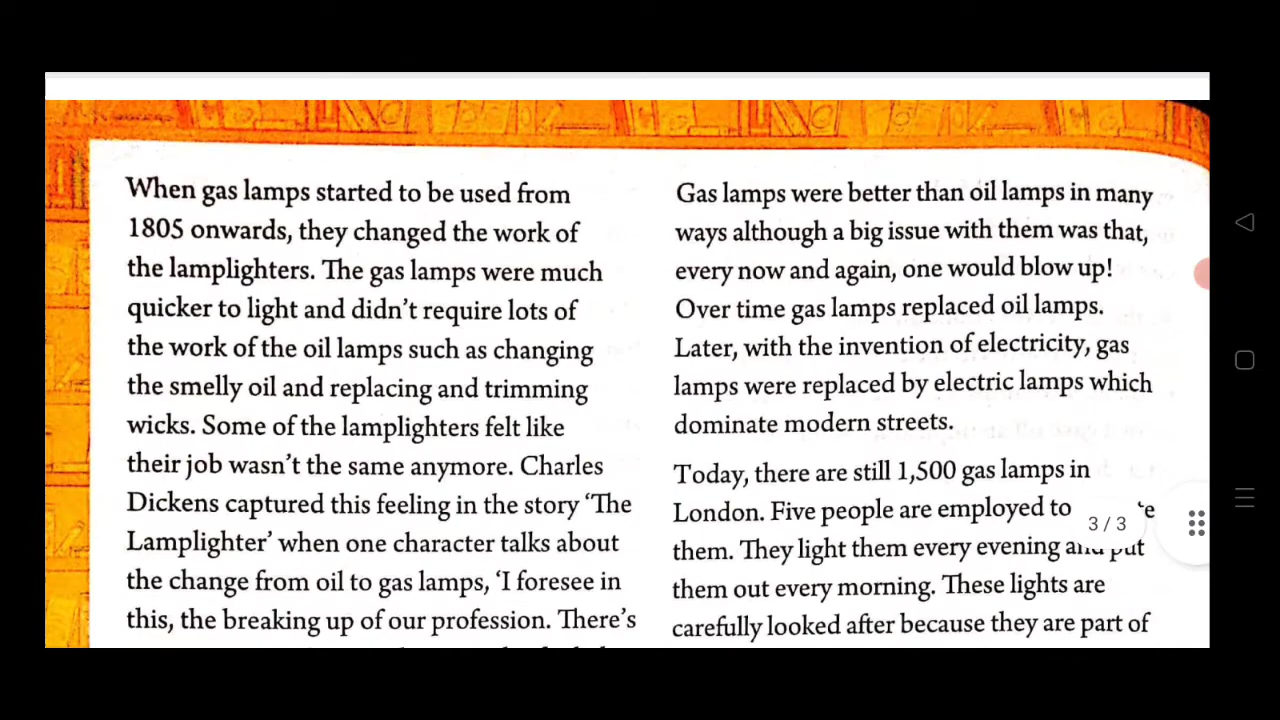 When gas lamps started to be used from
1805 onwards, they changed the work of
the lamplighters. The gas lamps were much
quicker to light and didn't require lots of
the work of the oil lamps such as changing
the smelly oil and replacing and trimming
wicks. Some of the lamplighters felt like
their job wasn't the same anymore. Charles
Dickens captured this feeling in the story 'The
Lamplighter' when one character talks about
the change from oil to gas lamps, 'I foresee in
this, the breaking up of our profession. There's
Gas lamps were better than oil lamps in many
ways although a big issue with them was that,
every now and again, one would blow up!
Over time gas lamps replaced oil lamps.
Later, with the invention of electricity, gas
lamps were replaced by electric lamps which
dominate modern streets.
Today, there are still 1,500 gas lamps in
London. Five people are employed to
them. They light them every evening and put
them out every morning. These lights are
carefully looked after because they are part of
3/3